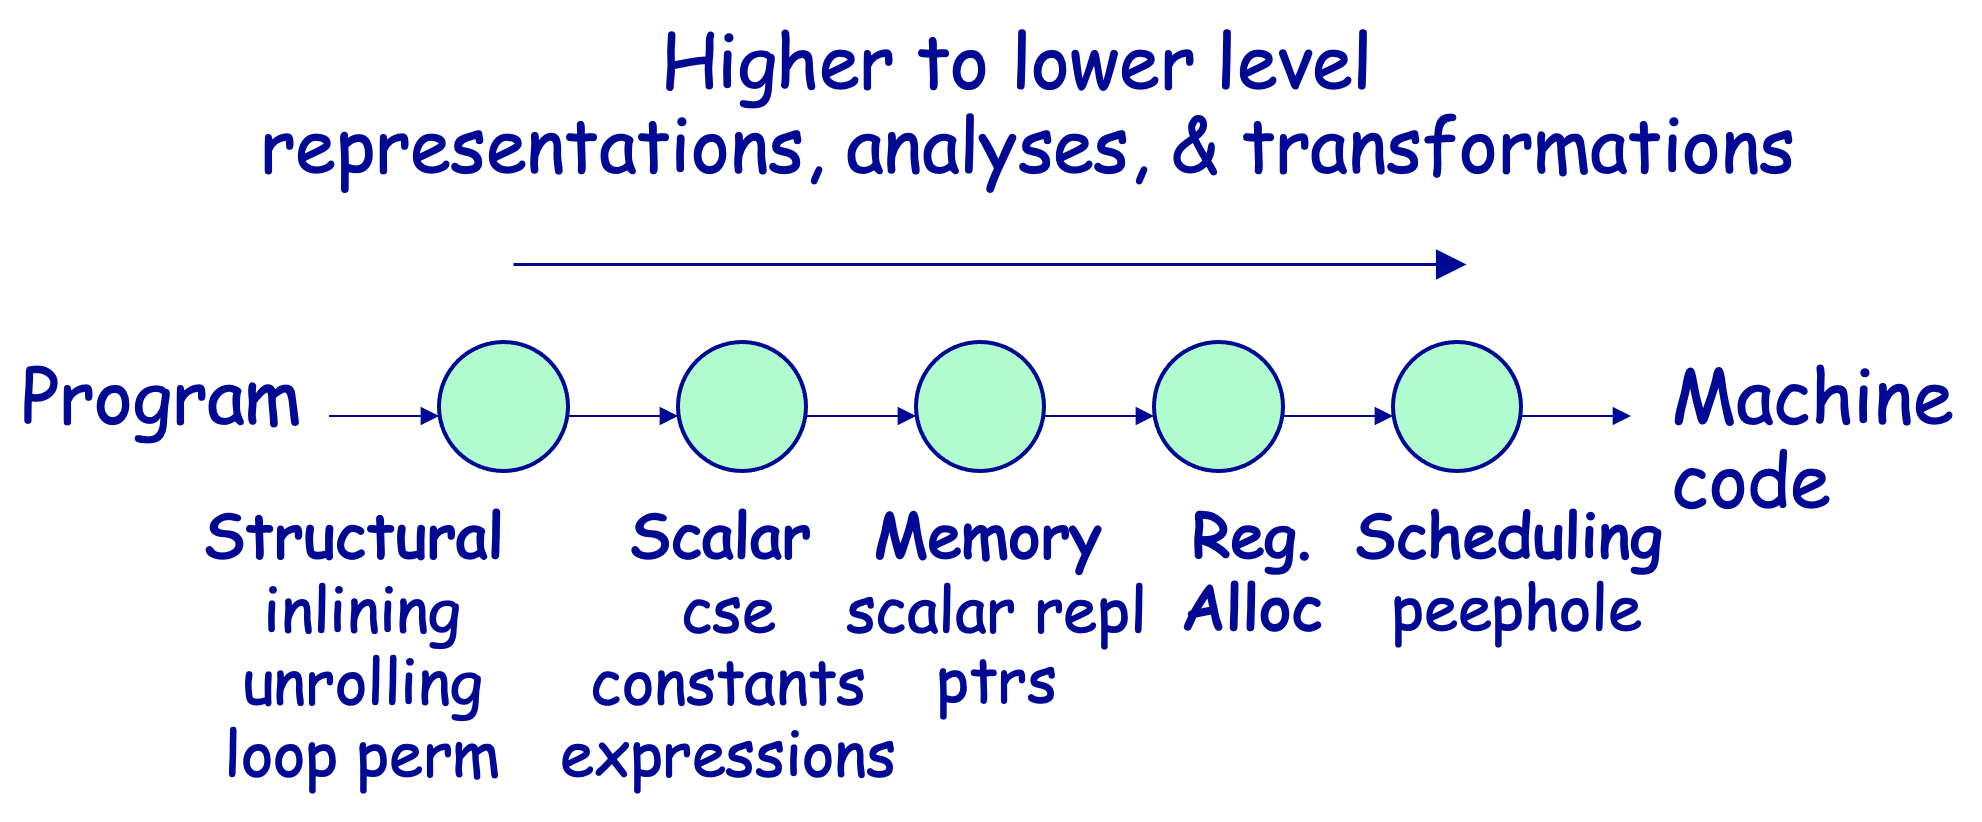 Higher to lower level
representations, analyses, & transformations
Program
Machine
code
Structural
inlining
unrolling
loop perm
Scalar
cse
constants
expressions
Memory
scalar repl
ptrs
Reg.
Alloc
Scheduling
peephole